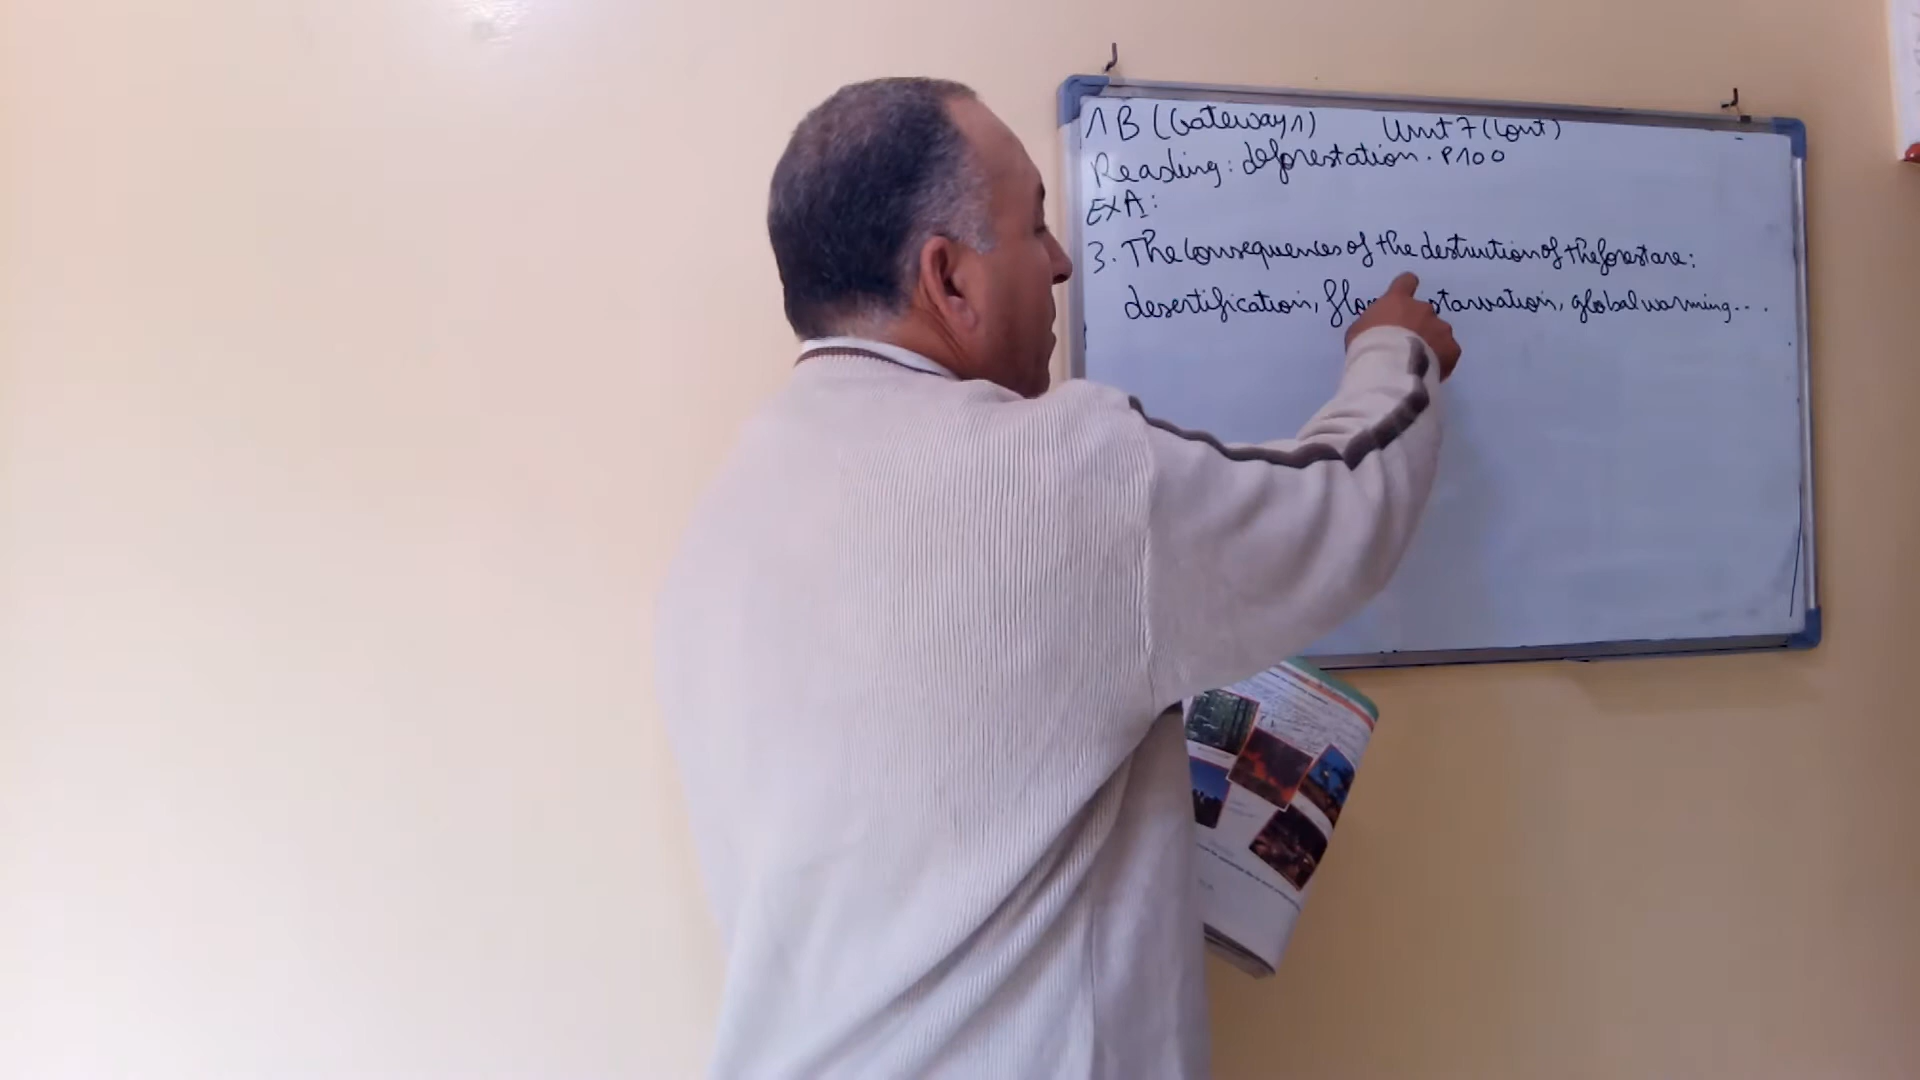 1B (Gateway 1) Unit 7 (Cont)
Reading: deforestation. P100
EXA:
3. The consequences of the destruction of the forest are:
desertification, starvation, global warming...